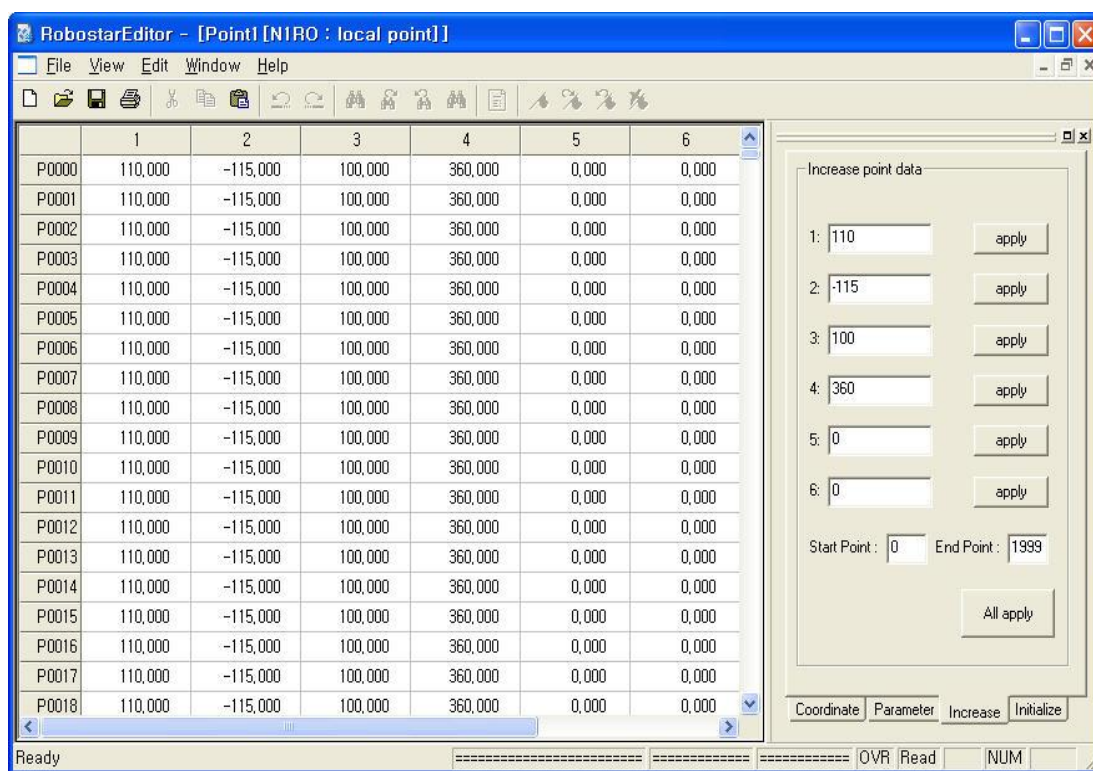 RobostarEditor - [Point1 [N1RO : local point]]
File View Edit Window Help
1 2 3 4 5 6
P0000 110,000 -115,000 100,000 360,000 0,000 0,000
P0001 110,000 -115,000 100,000 360,000 0,000 0,000
P0002 110,000 -115,000 100,000 360,000 0,000 0,000
P0003 110,000 -115,000 100,000 360,000 0,000 0,000
P0004 110,000 -115,000 100,000 360,000 0,000 0,000
P0005 110,000 -115,000 100,000 360,000 0,000 0,000
P0006 110,000 -115,000 100,000 360,000 0,000 0,000
P0007 110,000 -115,000 100,000 360,000 0,000 0,000
P0008 110,000 -115,000 100,000 360,000 0,000 0,000
P0009 110,000 -115,000 100,000 360,000 0,000 0,000
P0010 110,000 -115,000 100,000 360,000 0,000 0,000
P0011 110,000 -115,000 100,000 360,000 0,000 0,000
P0012 110,000 -115,000 100,000 360,000 0,000 0,000
P0013 110,000 -115,000 100,000 360,000 0,000 0,000
P0014 110,000 -115,000 100,000 360,000 0,000 0,000
P0015 110,000 -115,000 100,000 360,000 0,000 0,000
P0016 110,000 -115,000 100,000 360,000 0,000 0,000
P0017 110,000 -115,000 100,000 360,000 0,000 0,000
P0018 110,000 -115,000 100,000 360,000 0,000 0,000
Increase point data
1: 110 apply
2: -115 apply
3: 100 apply
4: 360 apply
5: 0 apply
6: 0 apply
Start Point : 0 End Point : 1999
All apply
Coordinate Parameter Increase Initialize
Ready ======================== ============= ============ OVR Read NUM